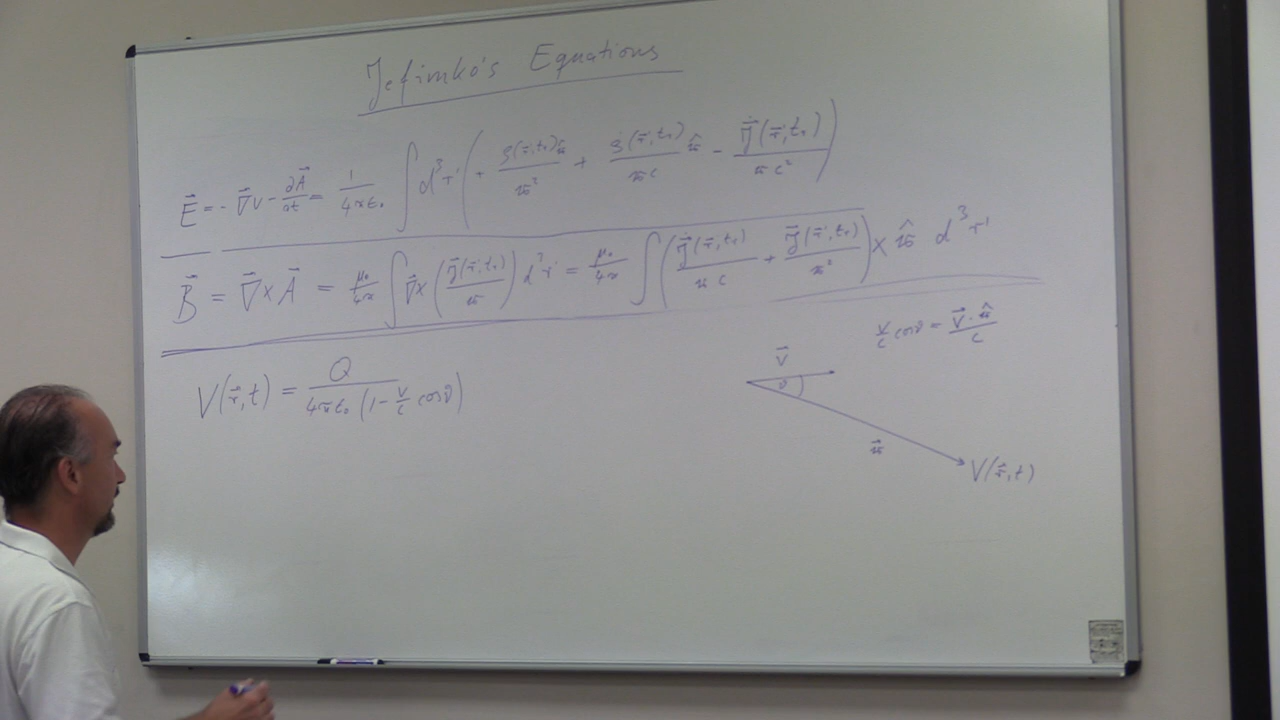 Jefimko's Equations
E⃗ = - ∇⃗V - ∂A⃗/∂t = 1/4πε₀ ∫ d³r' ( + ρ(r⃗',tᵣ)𝓇̂/𝓇² + ρ̇(r⃗',tᵣ)𝓇̂/𝓇c - J̇⃗(r⃗',tᵣ)/𝓇c² )
B⃗ = ∇⃗ × A⃗ = μ₀/4π ∫ ∇⃗ × ( J⃗(r⃗',tᵣ)/𝓇 ) d³r' = μ₀/4π ∫ ( J̇⃗(r⃗',tᵣ)/𝓇c + J⃗(r⃗',tᵣ)/𝓇² ) × 𝓇̂ d³r'
v/c cosθ = v⃗ · 𝓇̂/c
V(r⃗,t) = Q/4πε₀ (1 - v/c cosθ)
v⃗
θ
𝓇⃗
V(r⃗,t)